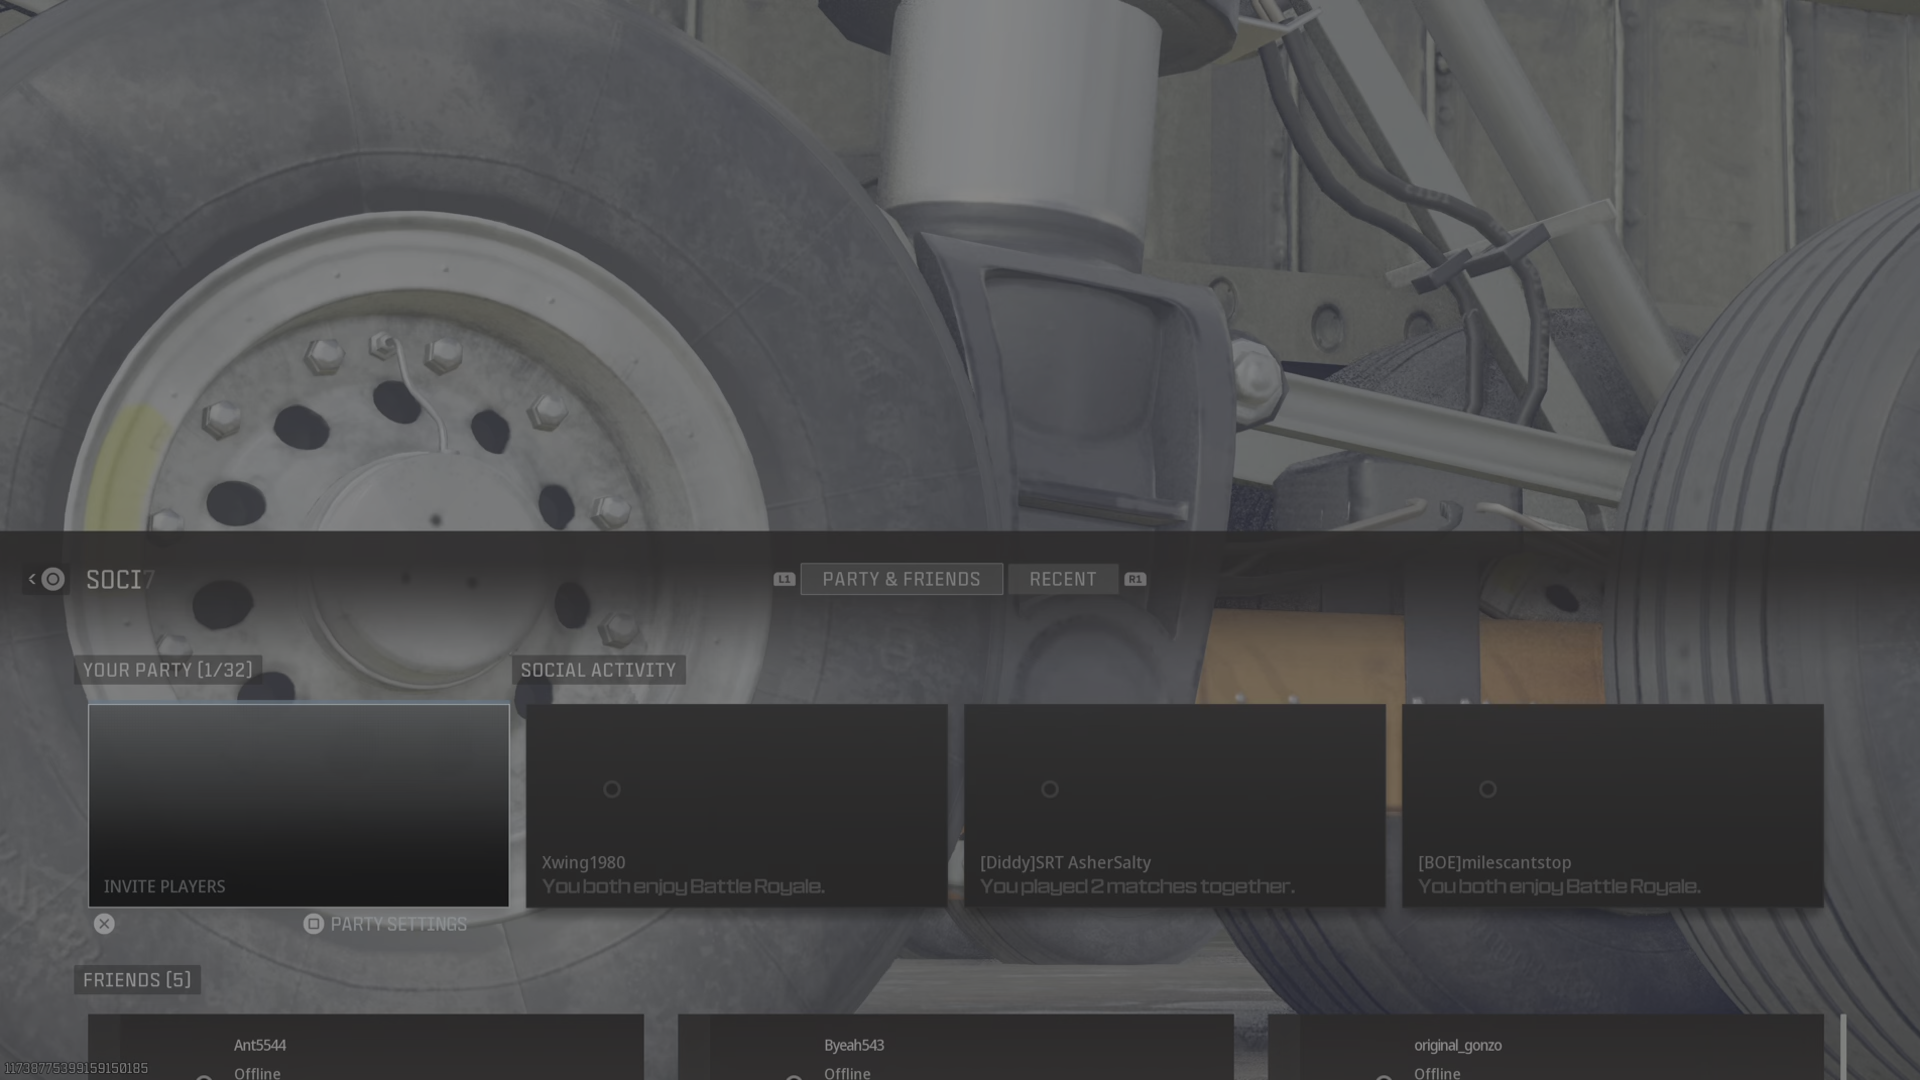 SOCI7
L1 PARTY & FRIENDS RECENT R1
YOUR PARTY [1/32]
SOCIAL ACTIVITY
INVITE PLAYERS
Xwing1980
You both enjoy Battle Royale.
[Diddy]SRT AsherSalty
You played 2 matches together.
[BOE]milescantstop
You both enjoy Battle Royale.
PARTY SETTINGS
FRIENDS [5]
Ant5544
Offline
Byeah543
Offline
original_gonzo
Offline
11738775399159150185